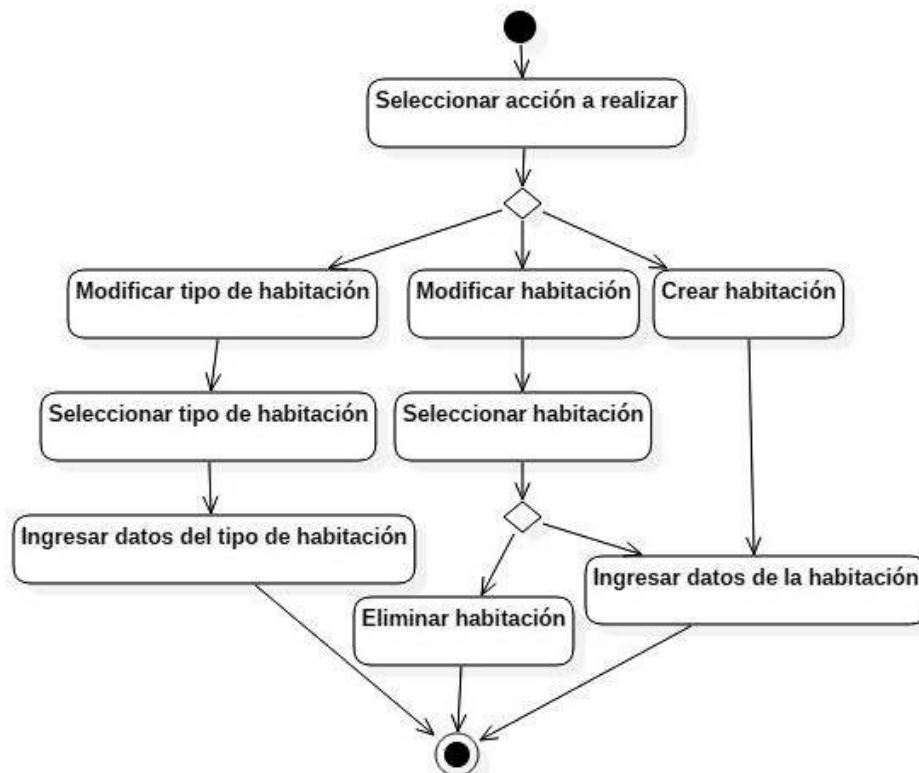 Seleccionar acción a realizar
Modificar tipo de habitación
Modificar habitación
Crear habitación
Seleccionar tipo de habitación
Seleccionar habitación
Ingresar datos del tipo de habitación
Ingresar datos de la habitación
Eliminar habitación